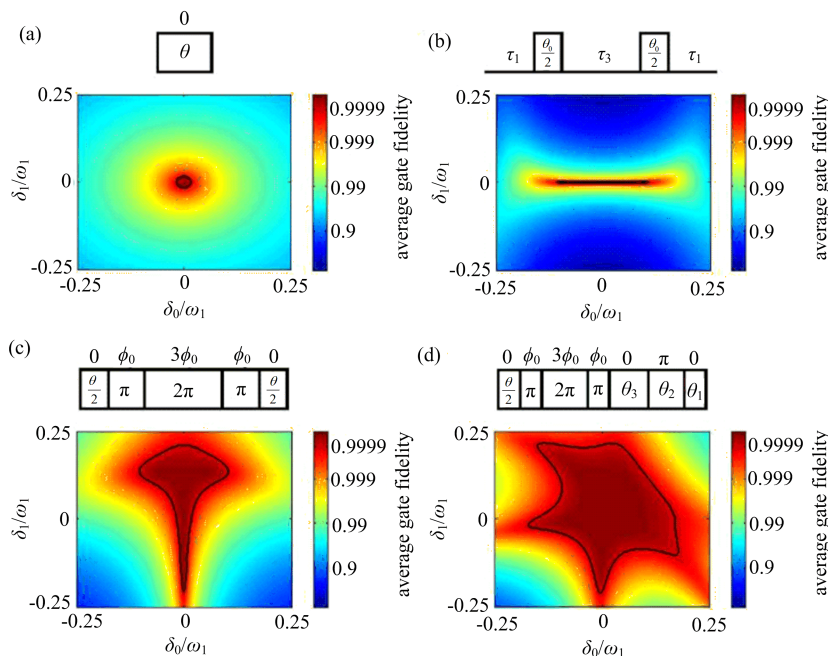 (a)
0
θ
0.25
0
-0.25
-0.25
0
0.25
δ₁/ω₁
δ₀/ω₁
0.9999
0.999
0.99
0.9
average gate fidelity
(b)
τ₁
θ₀/2
τ₃
θ₀/2
τ₁
0.25
0
-0.25
-0.25
0
0.25
δ₁/ω₁
δ₀/ω₁
0.9999
0.999
0.99
0.9
average gate fidelity
(c)
0 ϕ₀ 3ϕ₀ ϕ₀ 0
θ/2 π 2π π θ/2
0.25
0
-0.25
-0.25
0
0.25
δ₁/ω₁
δ₀/ω₁
0.9999
0.999
0.99
0.9
average gate fidelity
(d)
0 ϕ₀ 3ϕ₀ ϕ₀ 0 π 0
θ/2 π 2π π θ₃ θ₂ θ₁
0.25
0
-0.25
-0.25
0
0.25
δ₁/ω₁
δ₀/ω₁
0.9999
0.999
0.99
0.9
average gate fidelity